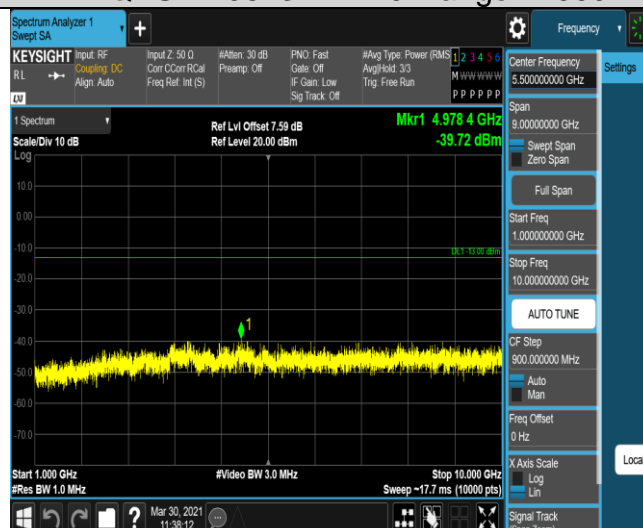 Spectrum Analyzer 1
Swept SA
Frequency
KEYSIGHT
RL
Input: RF
Coupling: DC
Align: Auto
Input Z: 50 Ω
Corr CCorr RCal
Freq Ref: Int (S)
#Atten: 30 dB
Preamp: Off
PNO: Fast
Gate: Off
IF Gain: Low
Sig Track: Off
#Avg Type: Power (RMS
Avg|Hold: 3/3
Trig: Free Run
1 2 3 4 5 6
M W W W W W
P P P P P P
1 Spectrum
Scale/Div 10 dB
Log
Ref Lvl Offset 7.59 dB
Ref Level 20.00 dBm
Mkr1 4.978 4 GHz
-39.72 dBm
10.0
0.00
-10.0
DL1 -13.00 dBm
-20.0
-30.0
1
-40.0
-50.0
-60.0
-70.0
Start 1.000 GHz
#Res BW 1.0 MHz
#Video BW 3.0 MHz
Stop 10.000 GHz
Sweep ~17.7 ms (10000 pts)
Center Frequency
5.500000000 GHz
Span
9.00000000 GHz
Swept Span
Zero Span
Full Span
Start Freq
1.000000000 GHz
Stop Freq
10.000000000 GHz
AUTO TUNE
CF Step
900.000000 MHz
Auto
Man
Freq Offset
0 Hz
X Axis Scale
Log
Lin
Signal Track
Settings
Local
Mar 30, 2021
11:38:12